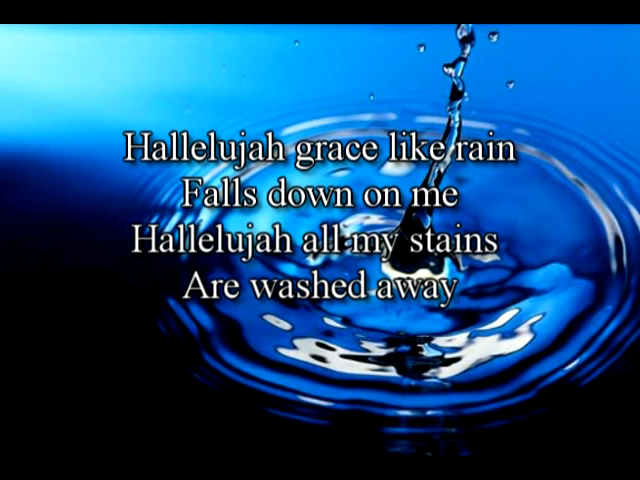 Hallelujah grace like rain
Falls down on me
Hallelujah all my stains
Are washed away